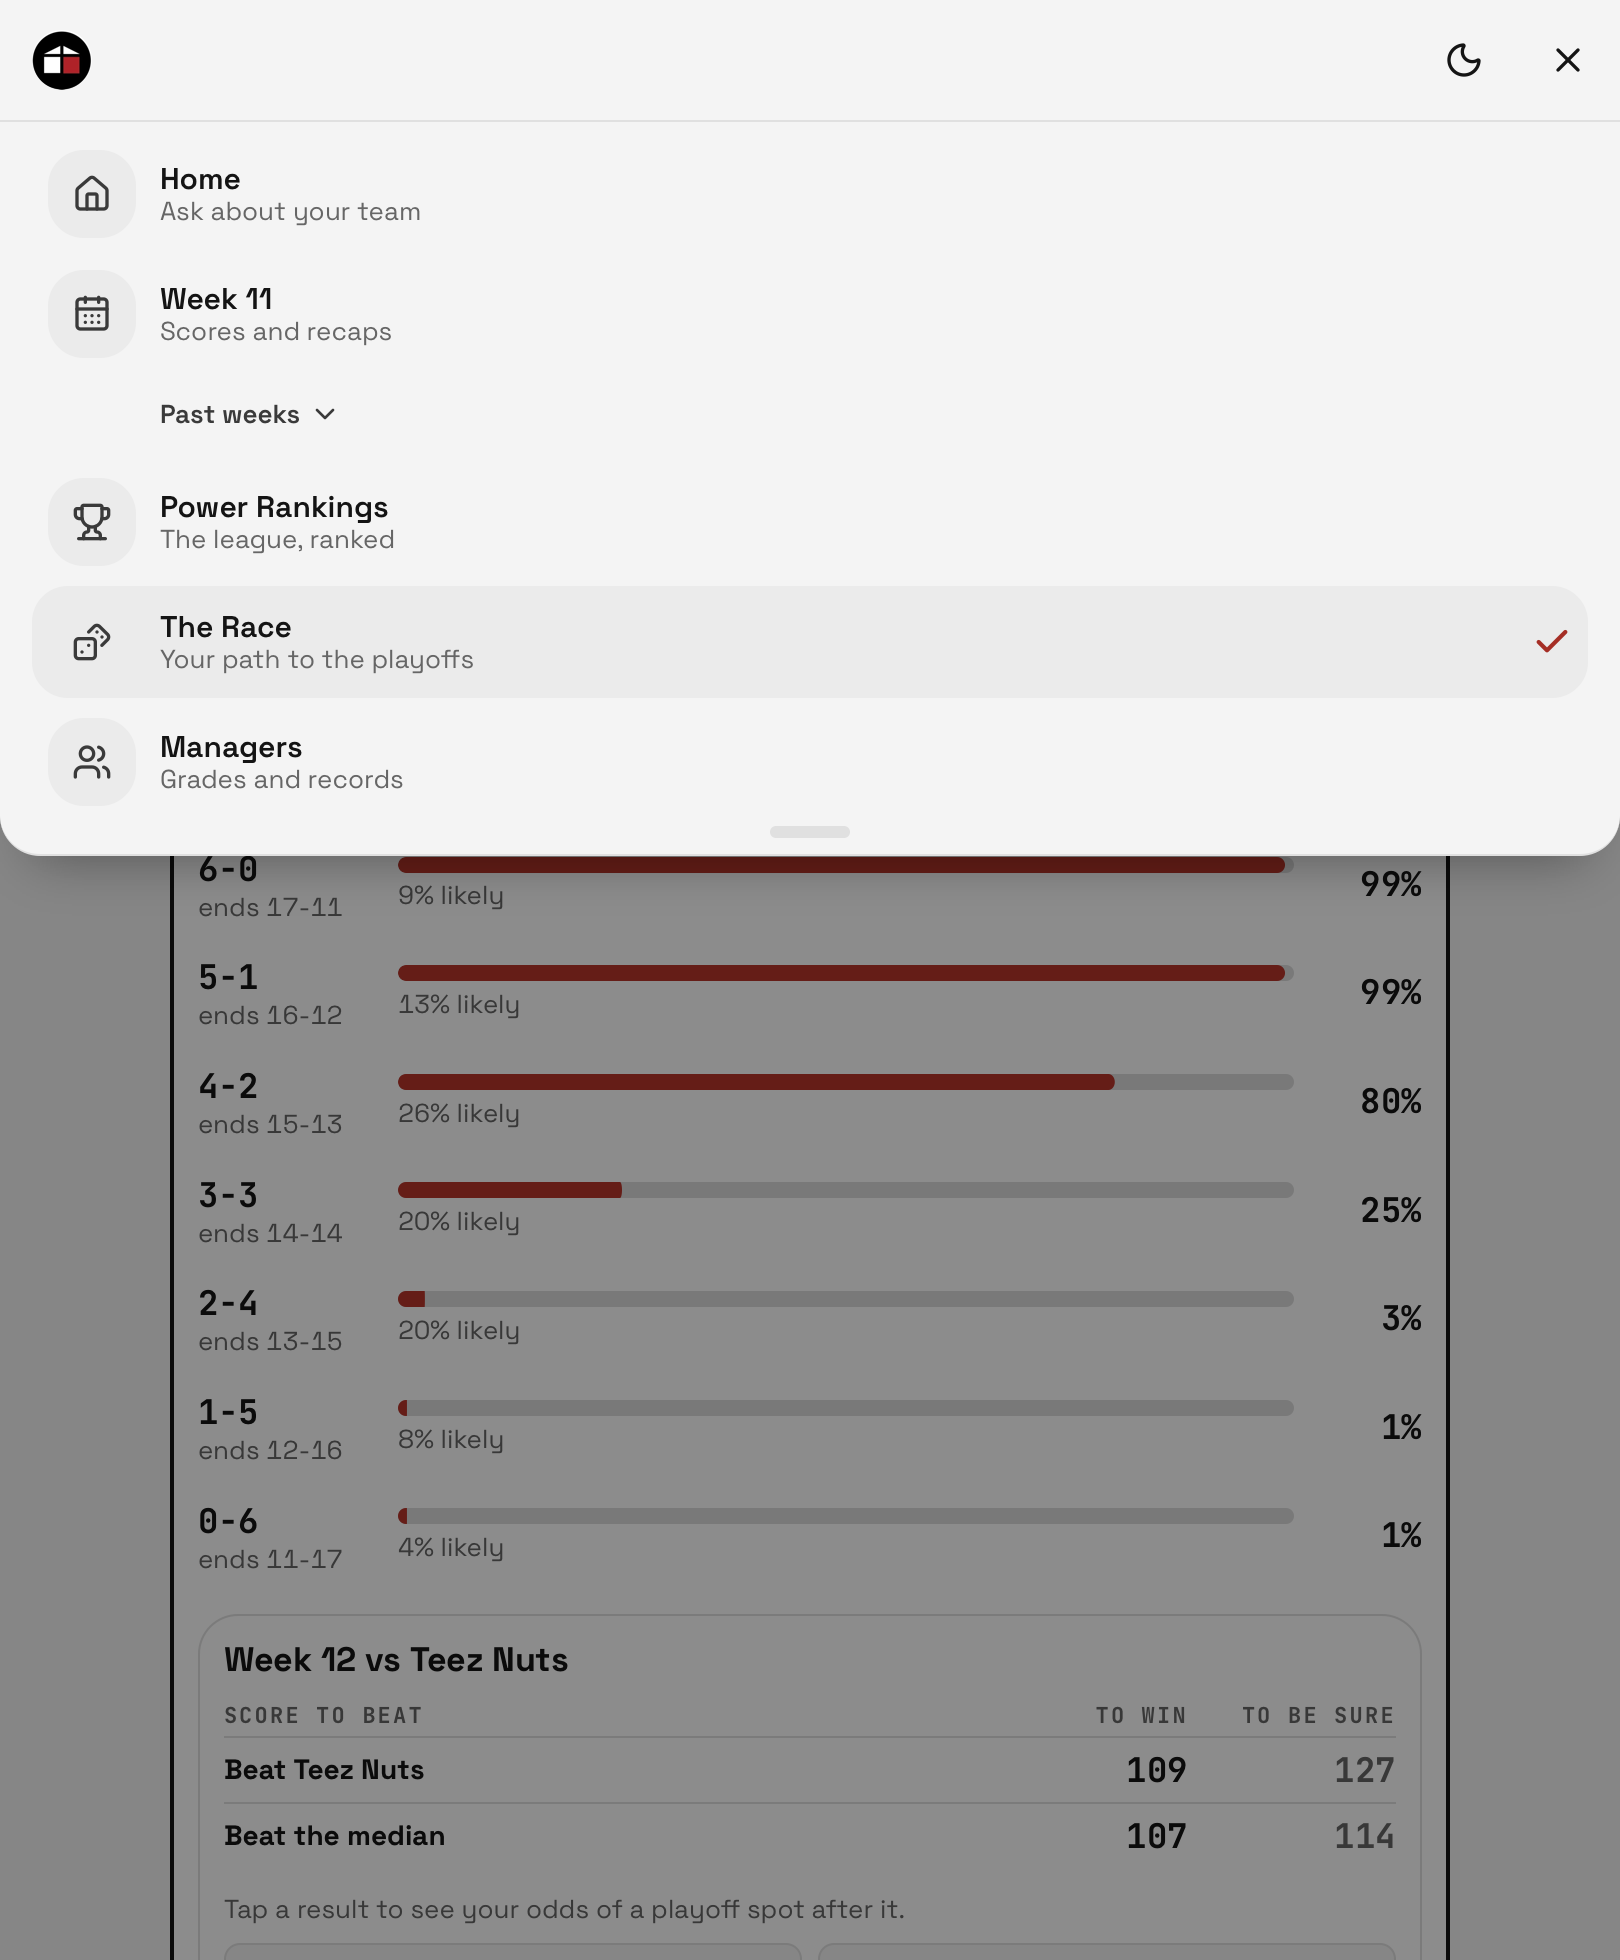 Home
Ask about your team
Week 11
Scores and recaps
Past weeks
Power Rankings
The league, ranked
The Race
Your path to the playoffs
Managers
Grades and records
6-0
ends 17-11
9% likely
99%
5-1
ends 16-12
13% likely
99%
4-2
ends 15-13
26% likely
80%
3-3
ends 14-14
20% likely
25%
2-4
ends 13-15
20% likely
3%
1-5
ends 12-16
8% likely
1%
0-6
ends 11-17
4% likely
1%
Week 12 vs Teez Nuts
SCORE TO BEAT TO WIN TO BE SURE
Beat Teez Nuts 109 127
Beat the median 107 114
Tap a result to see your odds of a playoff spot after it.